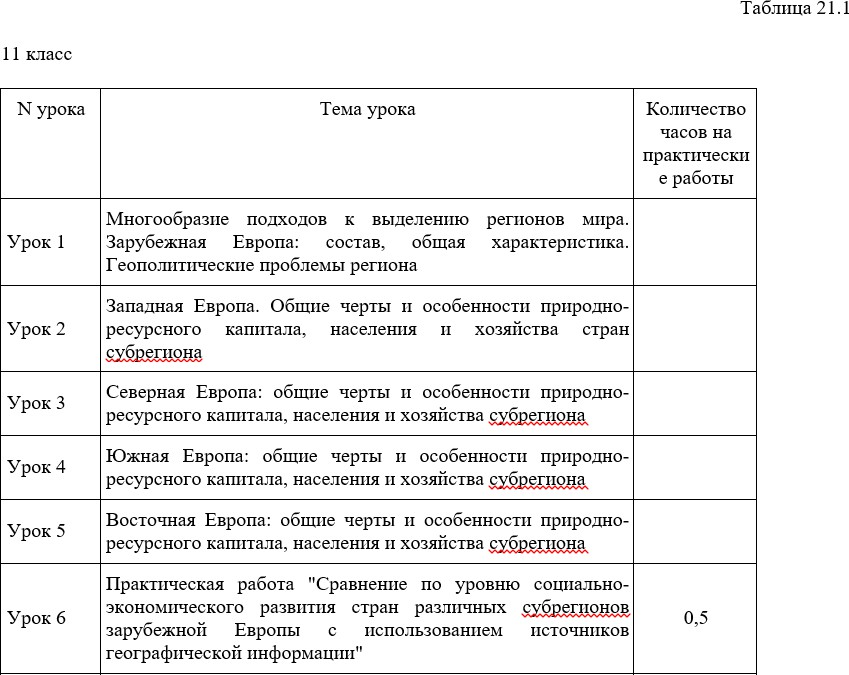 Таблица 21.1
11 класс
N урока
Тема урока
Количество
часов на
практически
е работы
Урок 1
Многообразие подходов к выделению регионов мира.
Зарубежная Европа: состав, общая характеристика.
Геополитические проблемы региона
Урок 2
Западная Европа. Общие черты и особенности природно-
ресурсного капитала, населения и хозяйства стран
субрегиона
Урок 3
Северная Европа: общие черты и особенности природно-
ресурсного капитала, населения и хозяйства субрегиона
Урок 4
Южная Европа: общие черты и особенности природно-
ресурсного капитала, населения и хозяйства субрегиона
Урок 5
Восточная Европа: общие черты и особенности природно-
ресурсного капитала, населения и хозяйства субрегиона
Урок 6
Практическая работа "Сравнение по уровню социально-
экономического развития стран различных субрегионов
зарубежной Европы с использованием источников
географической информации"
0,5